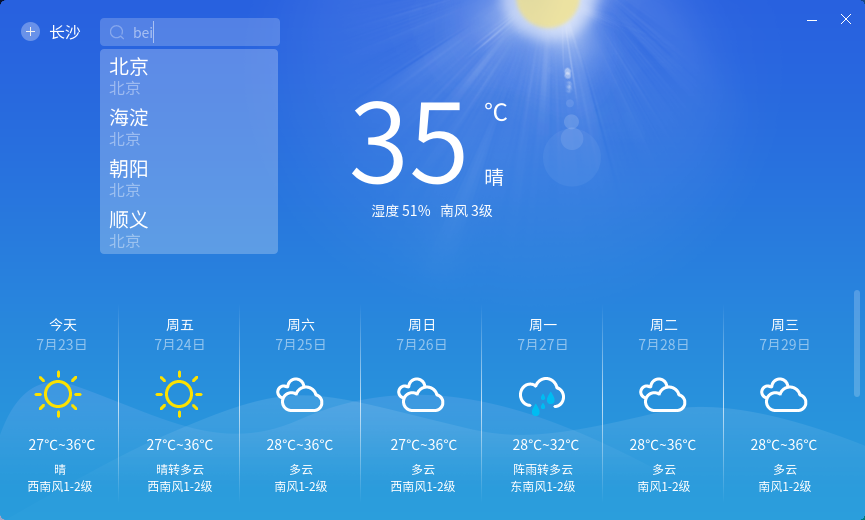 长沙
bei
北京
北京
海淀
北京
朝阳
北京
顺义
北京
35
℃
晴
湿度 51% 南风 3级
今天 周五 周六 周日 周一 周二 周三
7月23日 7月24日 7月25日 7月26日 7月27日 7月28日 7月29日
27℃~36℃ 27℃~36℃ 28℃~36℃ 27℃~36℃ 28℃~32℃ 28℃~36℃ 28℃~36℃
晴 晴转多云 多云 多云 阵雨转多云 多云 多云
西南风1-2级 西南风1-2级 南风1-2级 西南风1-2级 东南风1-2级 南风1-2级 南风1-2级